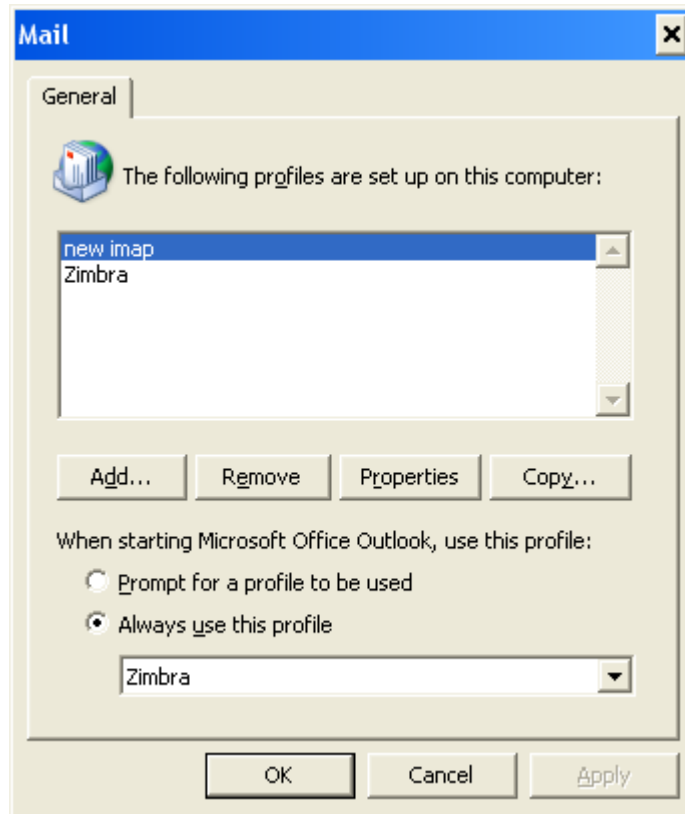 Mail
General
The following profiles are set up on this computer:
new imap
Zimbra
Add... Remove Properties Copy...
When starting Microsoft Office Outlook, use this profile:
Prompt for a profile to be used
Always use this profile
Zimbra
OK Cancel Apply